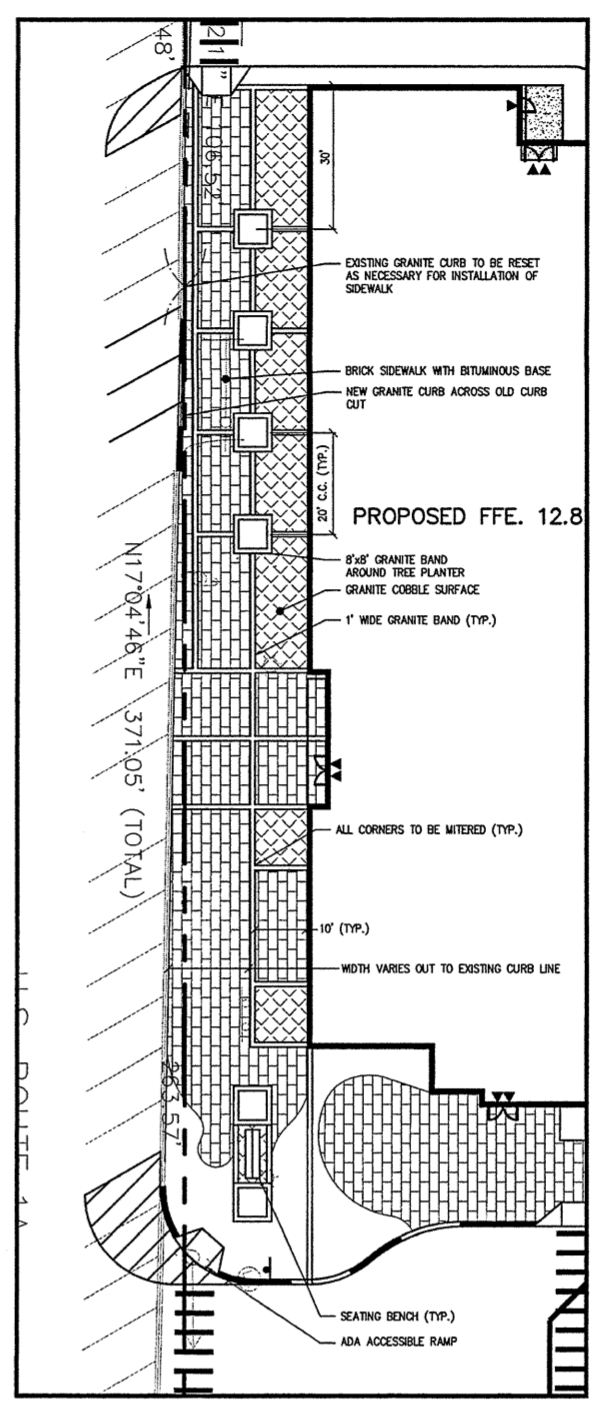 48'
30'
EXISTING GRANITE CURB TO BE RESET
AS NECESSARY FOR INSTALLATION OF
SIDEWALK
BRICK SIDEWALK WITH BITUMINOUS BASE
NEW GRANITE CURB ACROSS OLD CURB
CUT
20' C.C. (TYP.)
PROPOSED FFE. 12.8
8'x8' GRANITE BAND
AROUND TREE PLANTER
GRANITE COBBLE SURFACE
1' WIDE GRANITE BAND (TYP.)
N17°04'46"E 371.05' (TOTAL)
ALL CORNERS TO BE MITERED (TYP.)
10' (TYP.)
WIDTH VARIES OUT TO EXISTING CURB LINE
263.57'
U.S. ROUTE 1A
SEATING BENCH (TYP.)
ADA ACCESSIBLE RAMP